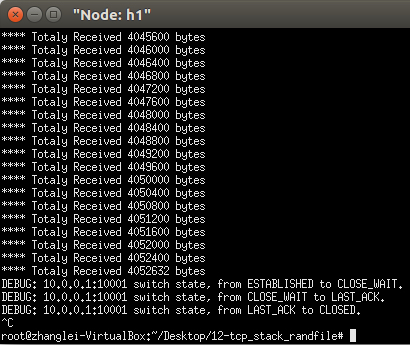 "Node: h1"
**** Totaly Received 4045600 bytes
**** Totaly Received 4046000 bytes
**** Totaly Received 4046400 bytes
**** Totaly Received 4046800 bytes
**** Totaly Received 4047200 bytes
**** Totaly Received 4047600 bytes
**** Totaly Received 4048000 bytes
**** Totaly Received 4048400 bytes
**** Totaly Received 4048800 bytes
**** Totaly Received 4049200 bytes
**** Totaly Received 4049600 bytes
**** Totaly Received 4050000 bytes
**** Totaly Received 4050400 bytes
**** Totaly Received 4050800 bytes
**** Totaly Received 4051200 bytes
**** Totaly Received 4051600 bytes
**** Totaly Received 4052000 bytes
**** Totaly Received 4052400 bytes
**** Totaly Received 4052632 bytes
DEBUG: 10.0.0.1:10001 switch state, from ESTABLISHED to CLOSE_WAIT.
DEBUG: 10.0.0.1:10001 switch state, from CLOSE_WAIT to LAST_ACK.
DEBUG: 10.0.0.1:10001 switch state, from LAST_ACK to CLOSED.
^C
root@zhanglei-VirtualBox:~/Desktop/12-tcp_stack_randfile#